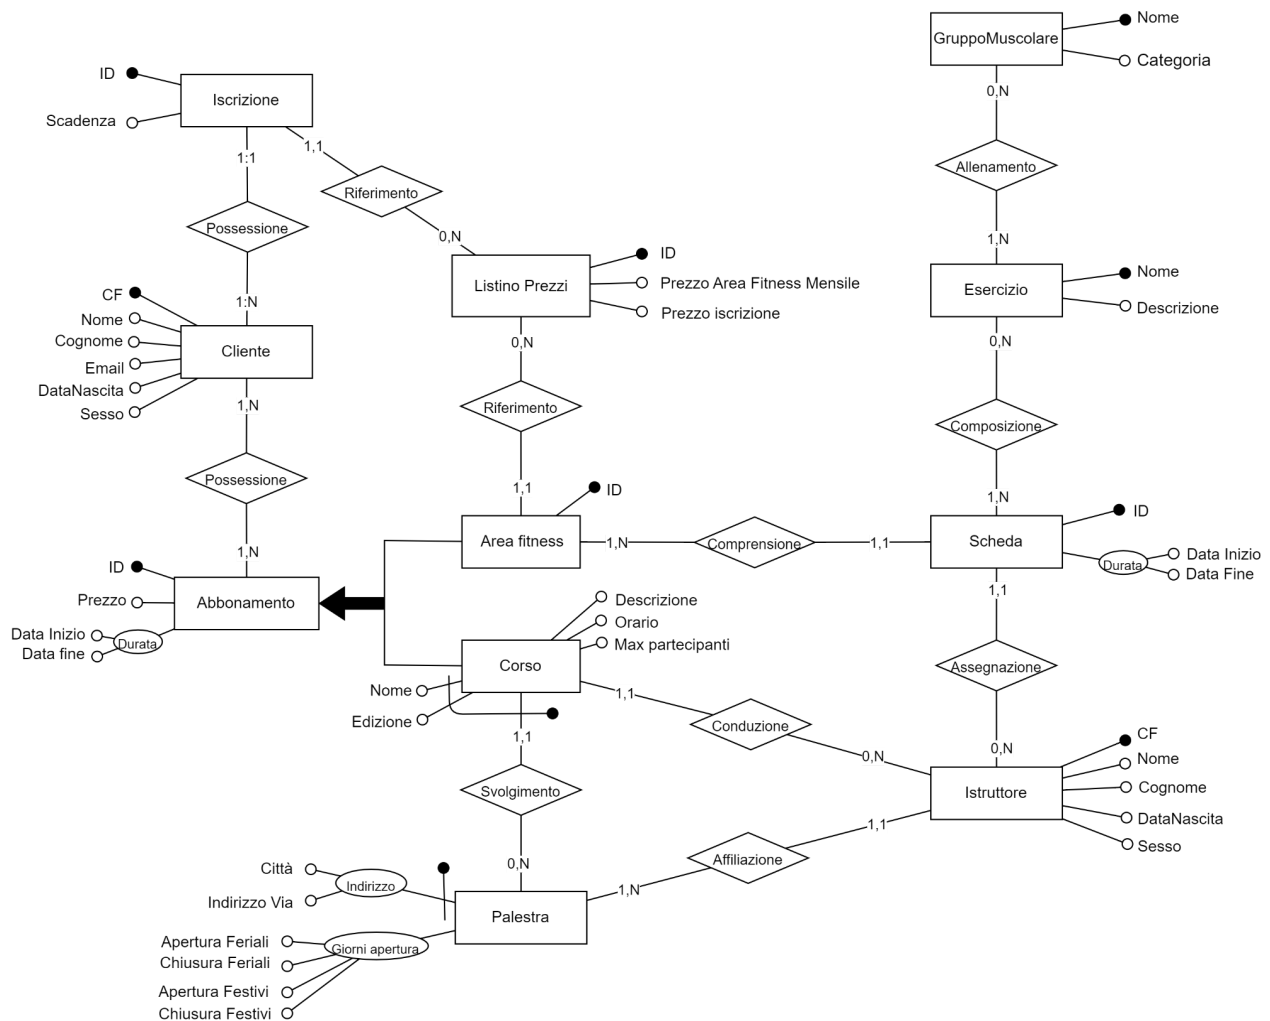 Nome
GruppoMuscolare
Categoria
ID
Iscrizione
Scadenza
0,N
1:1
1,1
Riferimento
Allenamento
Possessione
0,N
1,N
ID
Listino Prezzi
Prezzo Area Fitness Mensile
Prezzo iscrizione
Nome
Esercizio
Descrizione
CF
1:N
Nome
Cognome
Cliente
Email
DataNascita
Sesso
0,N
0,N
1,N
Riferimento
Composizione
Possessione
1,1
ID
1,N
ID
Area fitness
1,N
Comprensione
1,1
Scheda
Durata
Data Inizio
Data Fine
1,N
ID
Prezzo
Abbonamento
Data Inizio
Durata
Data fine
1,1
Descrizione
Orario
Max partecipanti
Corso
Nome
Edizione
Assegnazione
1,1
Conduzione
1,1
0,N
0,N
CF
Nome
Istruttore
Cognome
DataNascita
Sesso
Svolgimento
1,1
Affiliazione
0,N
1,N
Città
Indirizzo
Indirizzo Via
Palestra
Apertura Feriali
Giorni apertura
Chiusura Feriali
Apertura Festivi
Chiusura Festivi